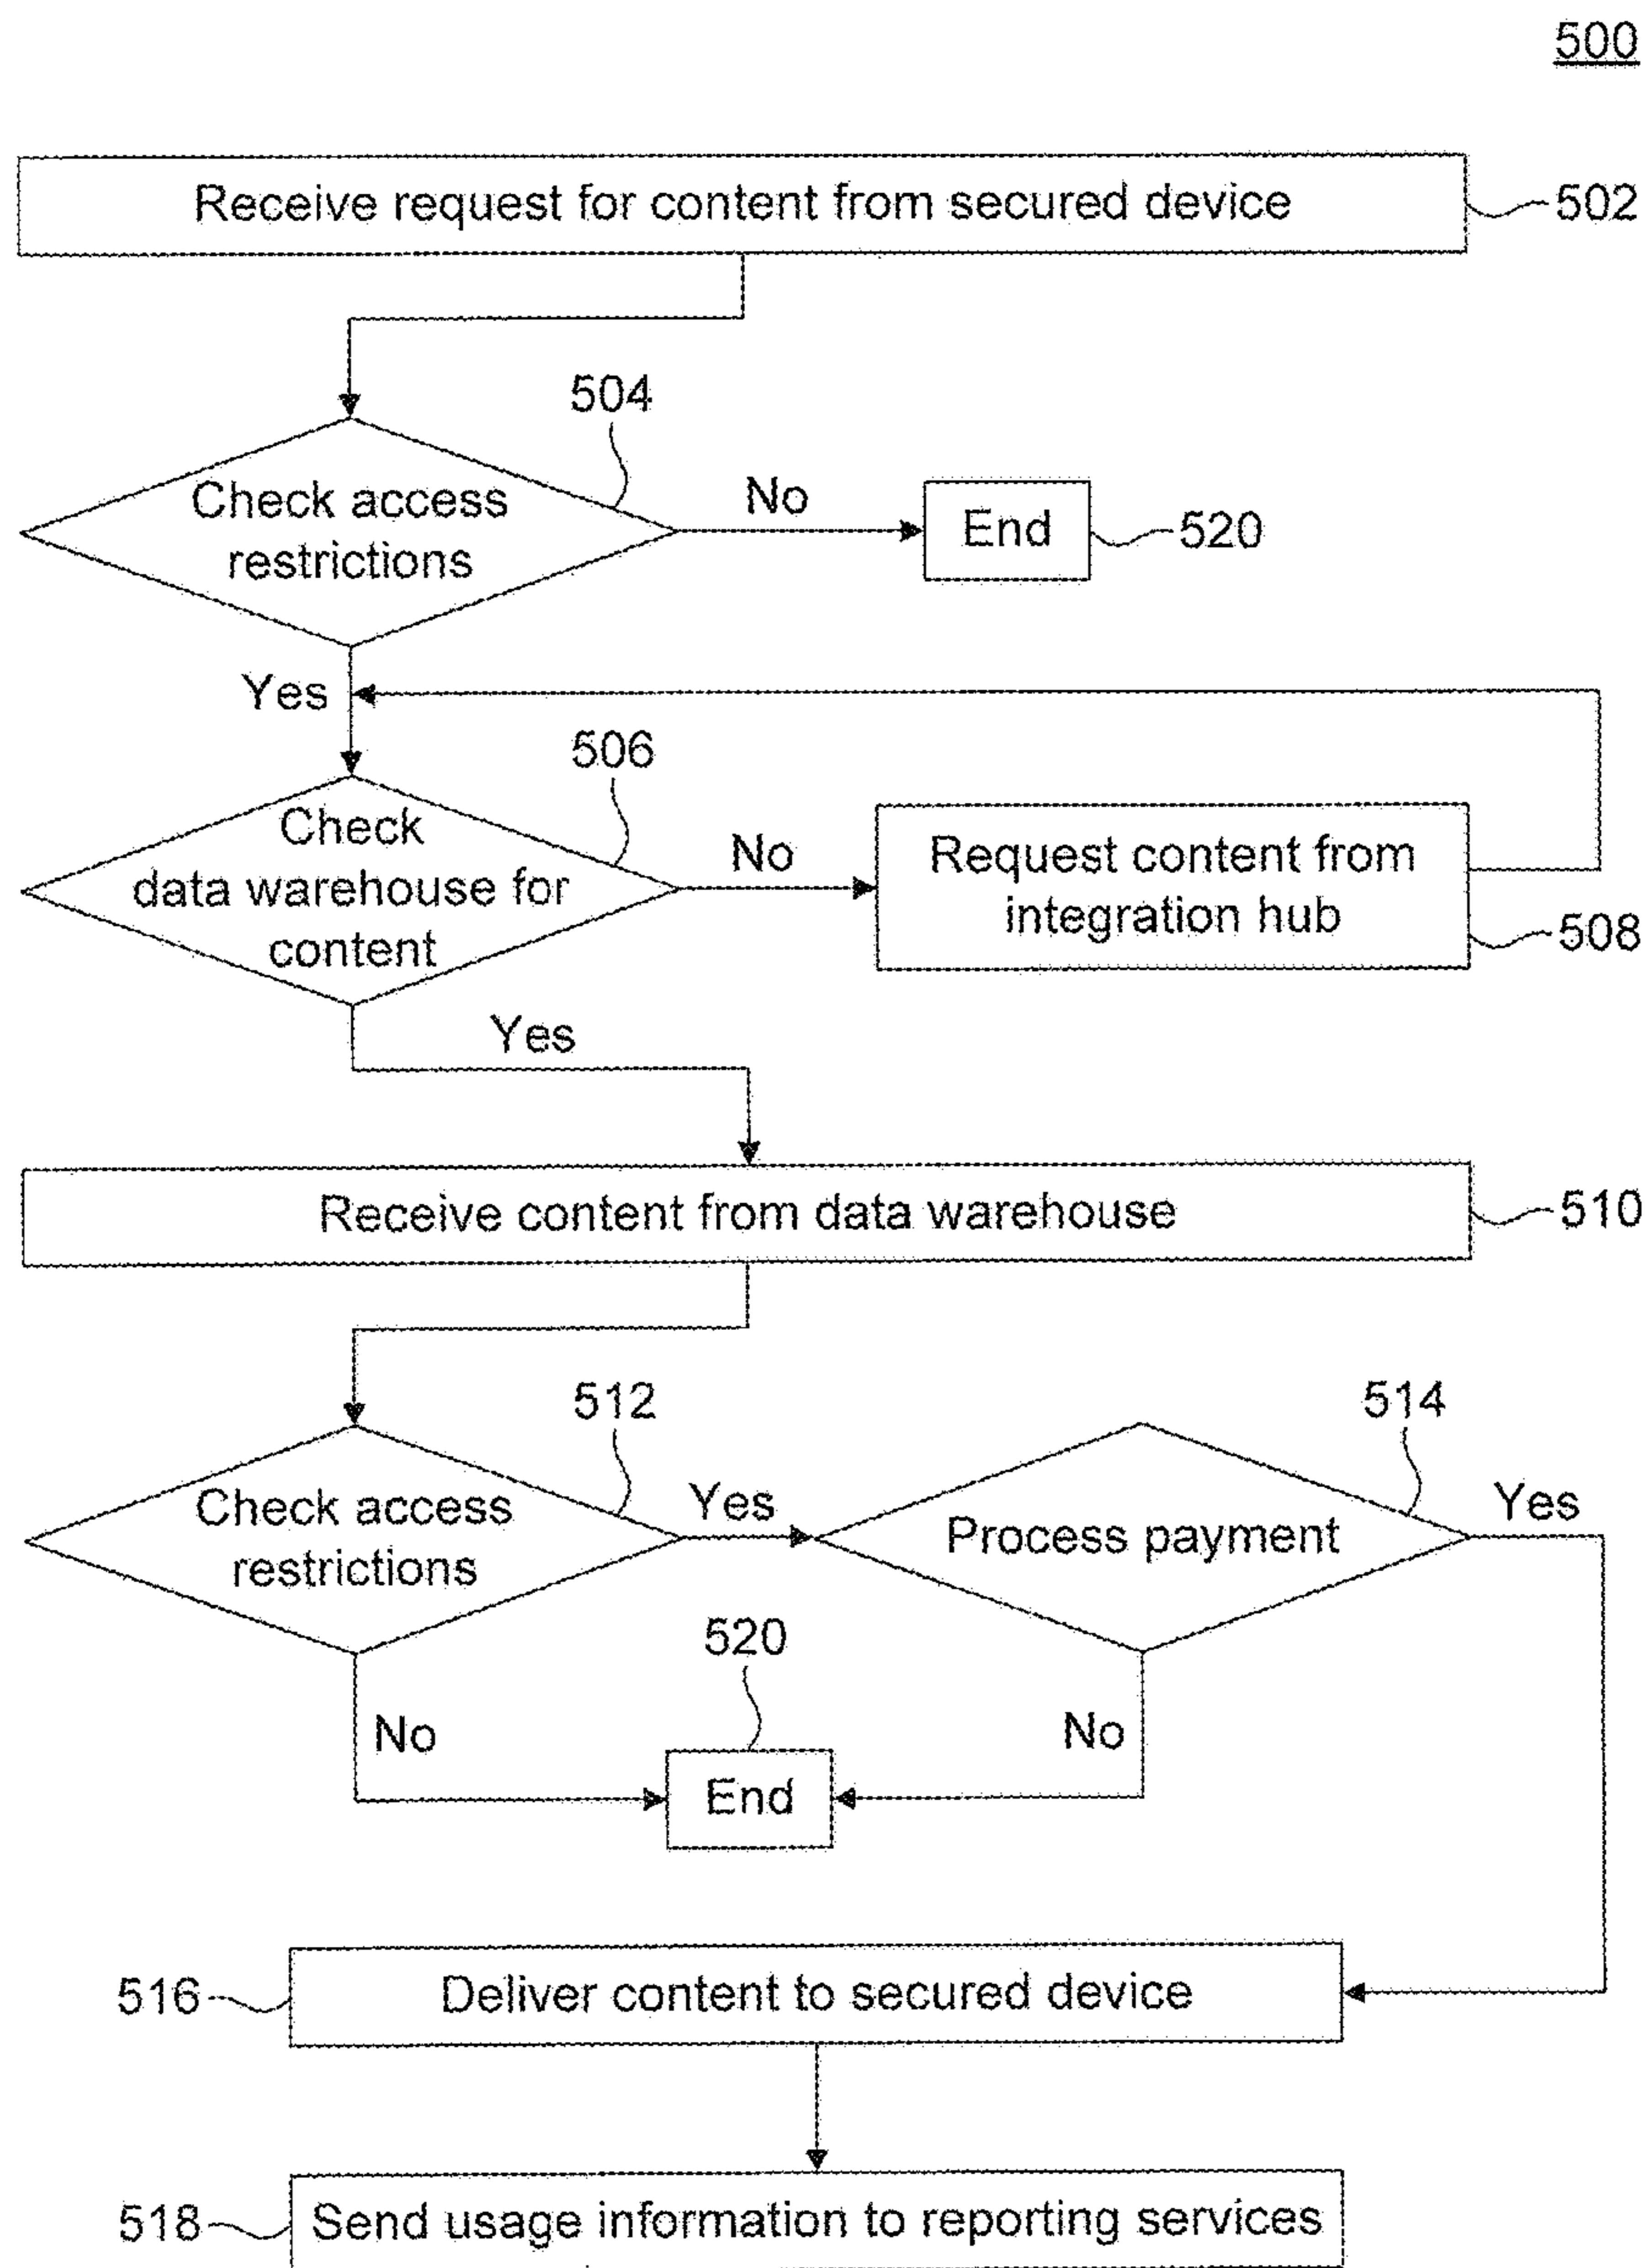 500
Receive request for content from secured device
502
504
Check access
restrictions
No
End
520
Yes
506
Check
data warehouse for
content
No
Request content from
integration hub
508
Yes
Receive content from data warehouse
510
512
514
Check access
restrictions
Yes
Process payment
Yes
520
No
No
End
516
Deliver content to secured device
518
Send usage information to reporting services